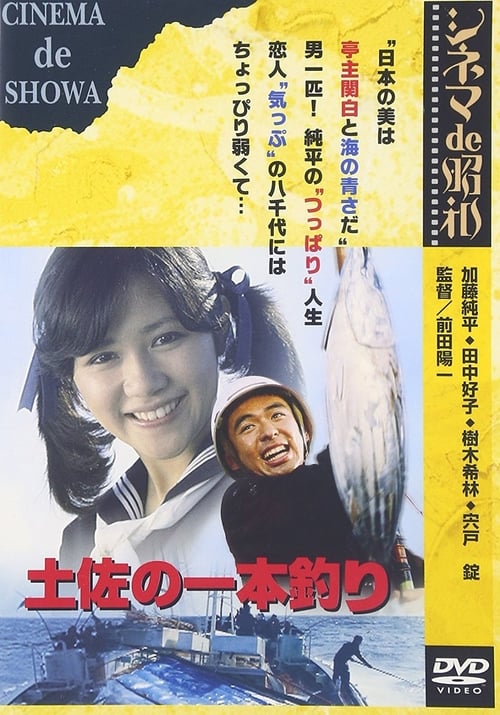 CINEMA
de
SHOWA
シネマde昭和
"日本の美は
亭主関白と海の青さだ"
男一匹! 純平の"つっぱり"人生
恋人"気っぷ"の八千代には
ちょっぴり弱くて…
加藤純平◆田中好子◆樹木希林◆宍戸 錠
監督／前田陽一
土佐の一本釣り
DVD
VIDEO